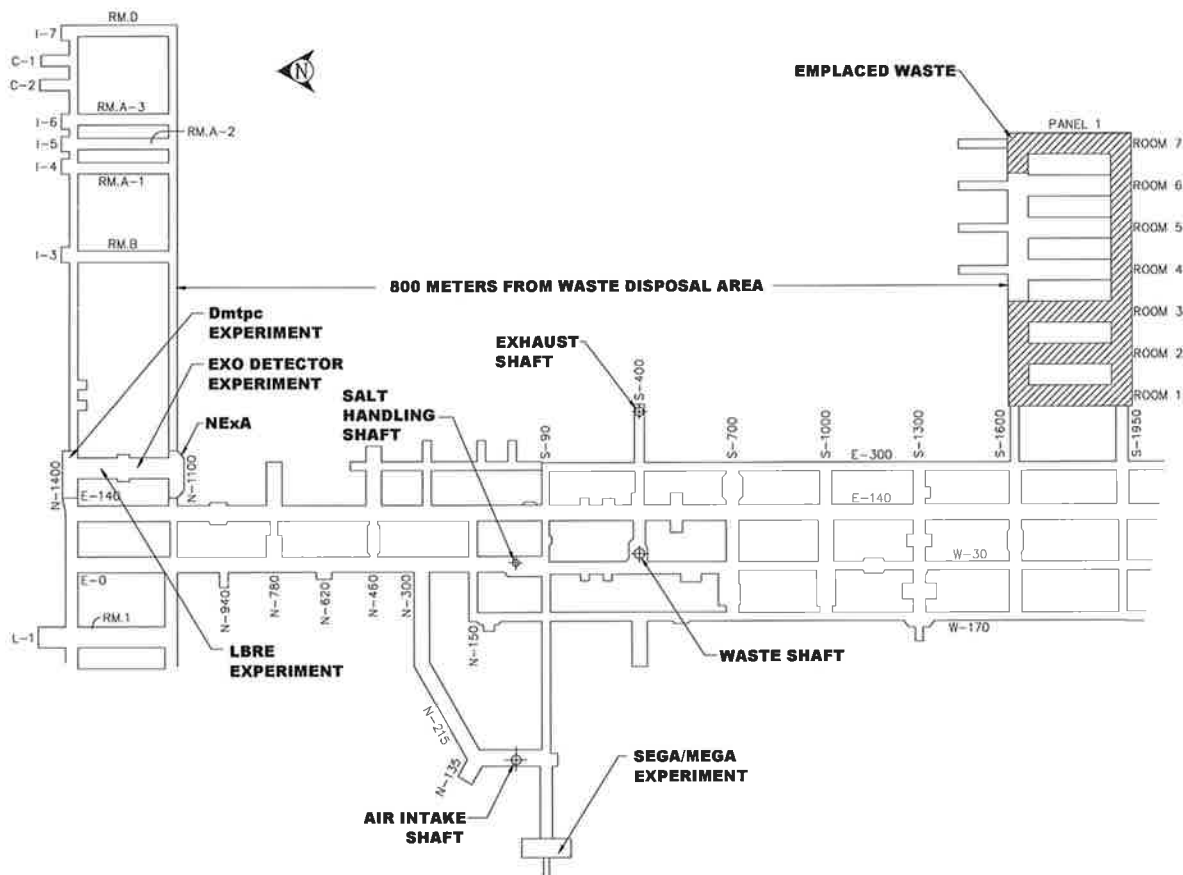 RM.D
I-7
C-1
C-2
N
EMPLACED WASTE
RM.A-3
PANEL 1
I-6
RM.A-2
I-5
ROOM 7
I-4
RM.A-1
ROOM 6
ROOM 5
RM.B
I-3
ROOM 4
800 METERS FROM WASTE DISPOSAL AREA
ROOM 3
Dmtpc
EXPERIMENT
EXHAUST
SHAFT
ROOM 2
EXO DETECTOR
EXPERIMENT
SALT
HANDLING
SHAFT
S-400
ROOM 1
NExA
S-90
S-700
S-1000
S-1300
S-1600
S-1950
E-300
N-1400
N-1100
E-140
E-140
W-30
E-0
N-940
N-780
N-620
N-460
N-300
RM.1
N-150
W-170
L-1
LBRE
EXPERIMENT
WASTE SHAFT
N-215
N-135
SEGA/MEGA
EXPERIMENT
AIR INTAKE
SHAFT